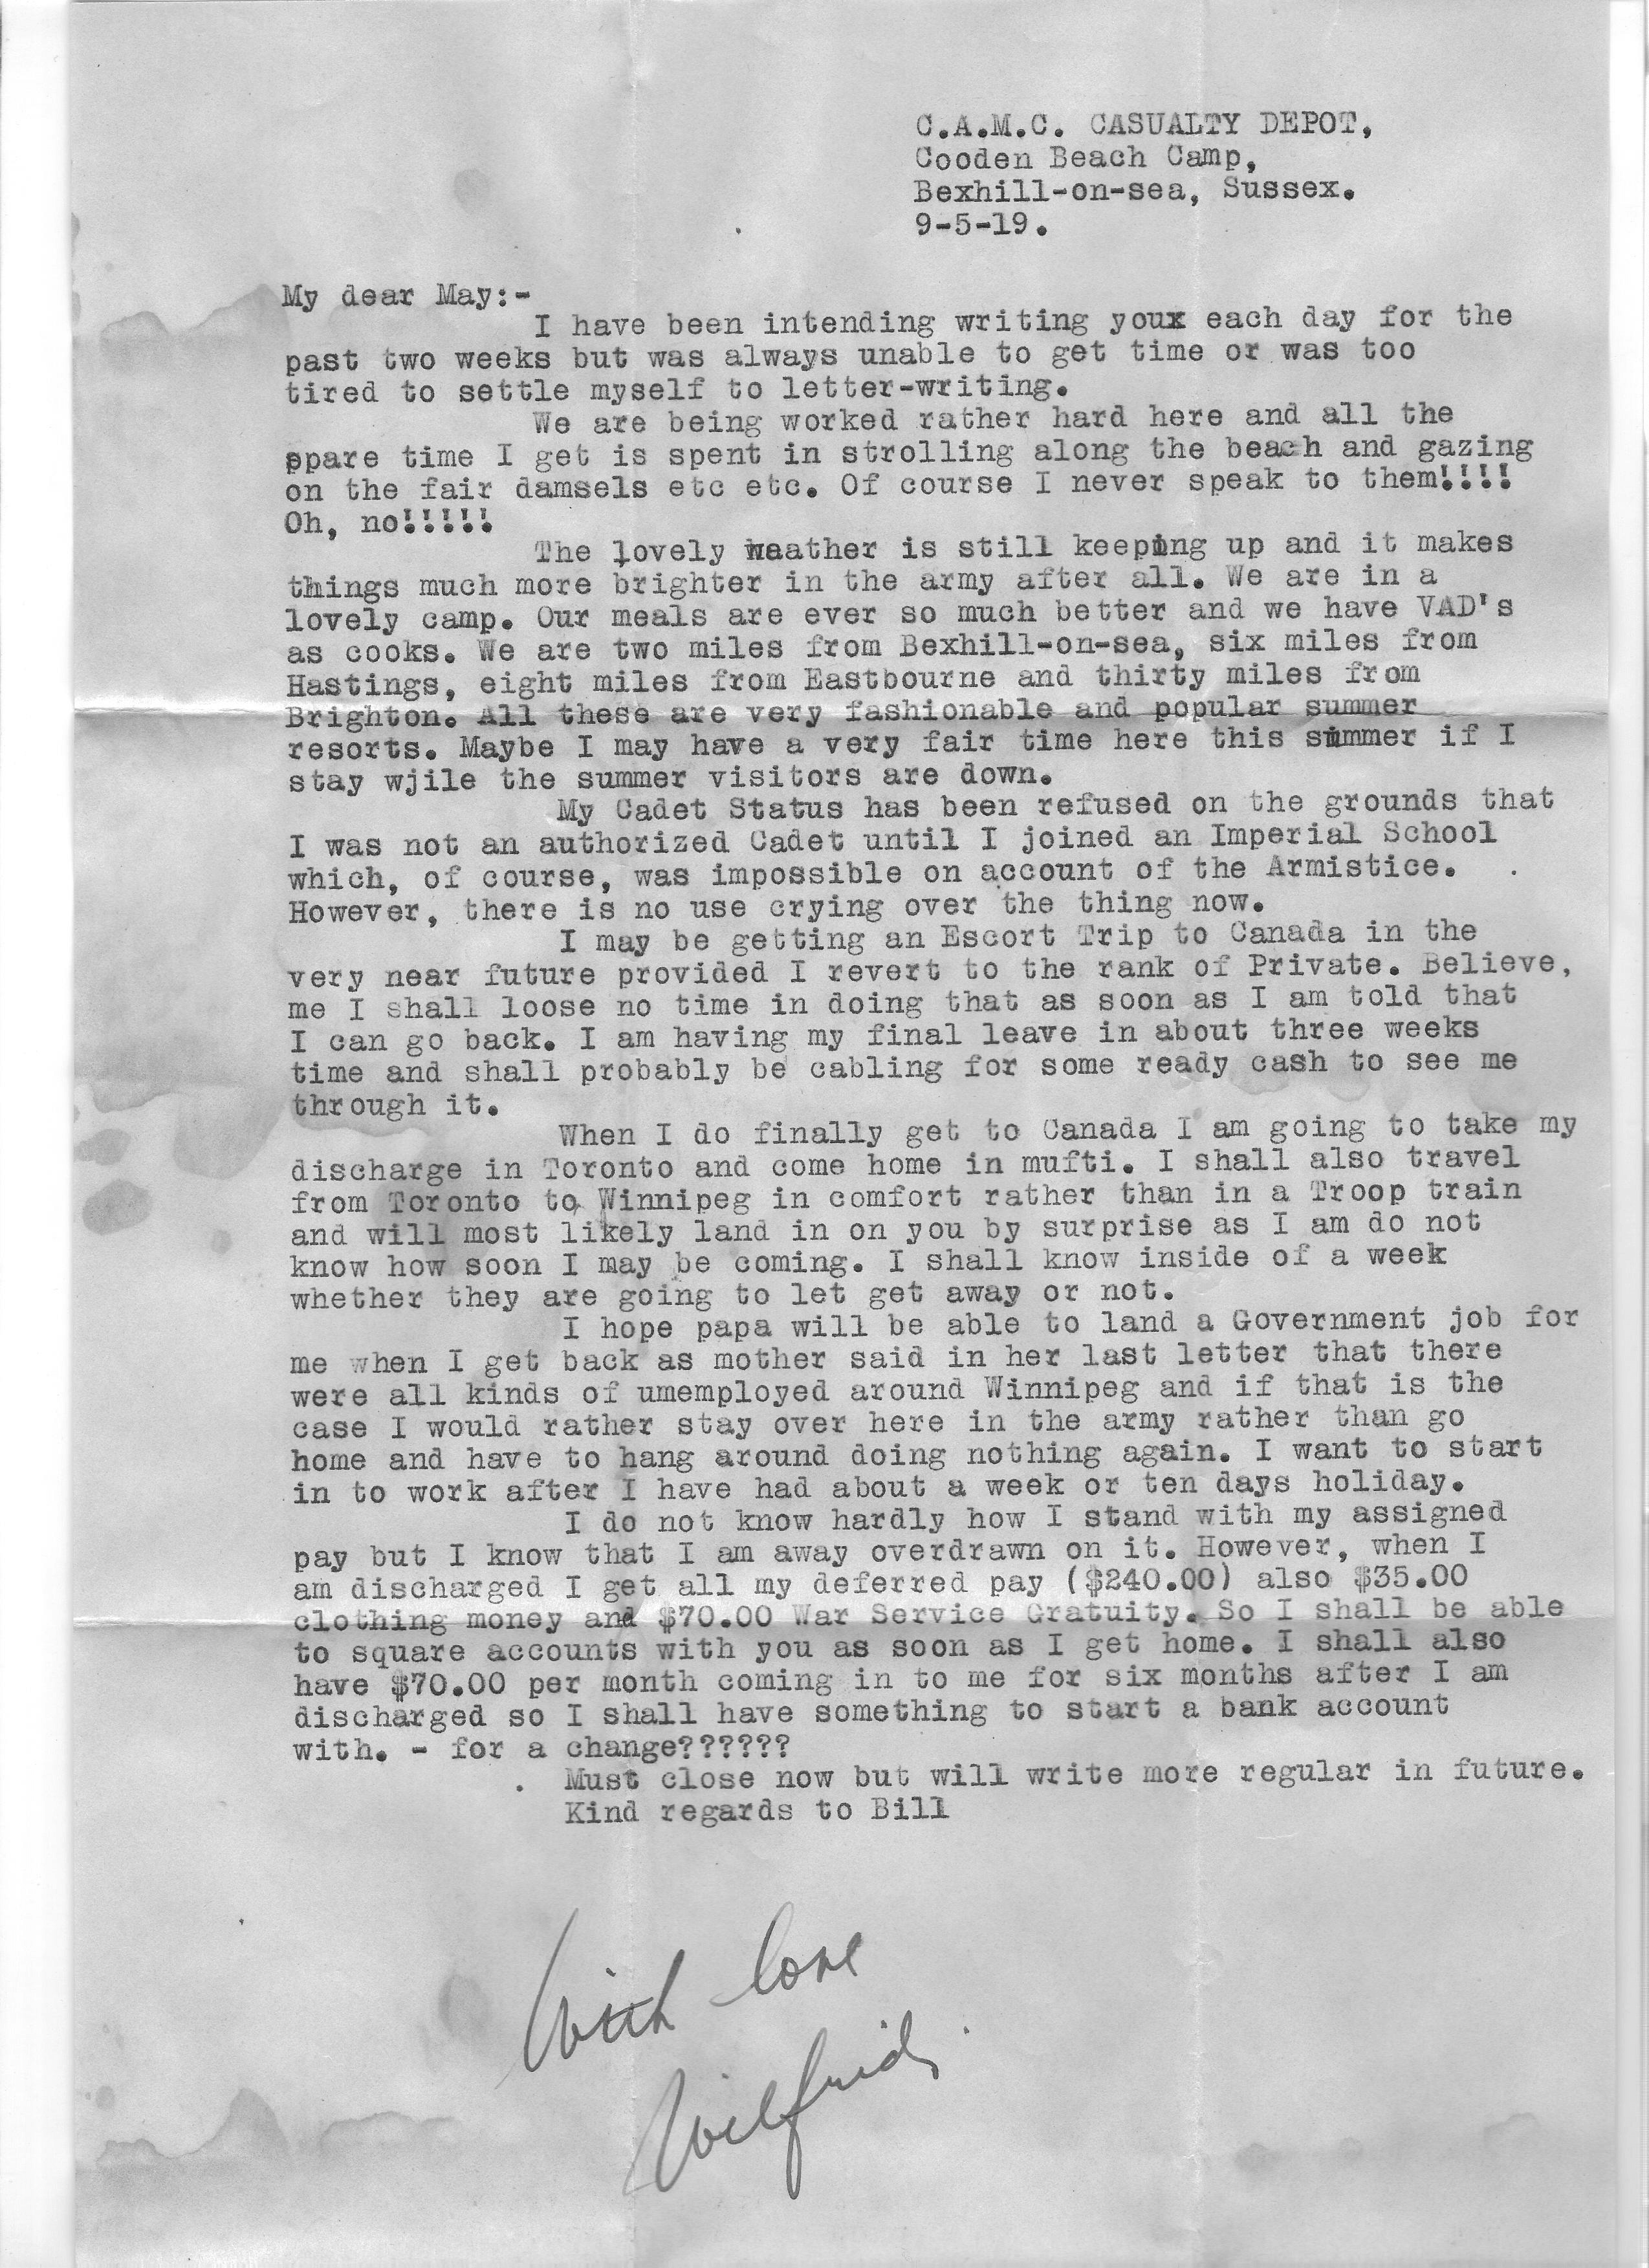 C.A.M.C. CASUALTY DEPOT,
Cooden Beach Camp,
Bexhill-on-sea, Sussex.
9-5-19.
My dear May:-
I have been intending writing youx each day for the
past two weeks but was always unable to get time or was too
tired to settle myself to letter-writing.
We are being worked rather hard here and all the
spare time I get is spent in strolling along the beach and gazing
on the fair damsels etc etc. Of course I never speak to them!!!!
Oh, no!!!!!
The lovely weather is still keeping up and it makes
things much more brighter in the army after all. We are in a
lovely camp. Our meals are ever so much better and we have VAD's
as cooks. We are two miles from Bexhill-on-sea, six miles from
Hastings, eight miles from Eastbourne and thirty miles from
Brighton. All these are very fashionable and popular summer
resorts. Maybe I may have a very fair time here this summer if I
stay wjile the summer visitors are down.
My Cadet Status has been refused on the grounds that
I was not an authorized Cadet until I joined an Imperial School
which, of course, was impossible on account of the Armistice.
However, there is no use crying over the thing now.
I may be getting an Escort Trip to Canada in the
very near future provided I revert to the rank of Private. Believe,
me I shall loose no time in doing that as soon as I am told that
I can go back. I am having my final leave in about three weeks
time and shall probably be cabling for some ready cash to see me
through it.
When I do finally get to Canada I am going to take my
discharge in Toronto and come home in mufti. I shall also travel
from Toronto to Winnipeg in comfort rather than in a Troop train
and will most likely land in on you by surprise as I am do not
know how soon I may be coming. I shall know inside of a week
whether they are going to let get away or not.
I hope papa will be able to land a Government job for
me when I get back as mother said in her last letter that there
were all kinds of umemployed around Winnipeg and if that is the
case I would rather stay over here in the army rather than go
home and have to hang around doing nothing again. I want to start
in to work after I have had about a week or ten days holiday.
I do not know hardly how I stand with my assigned
pay but I know that I am away overdrawn on it. However, when I
am discharged I get all my deferred pay ($240.00) also $35.00
clothing money and $70.00 War Service Gratuity. So I shall be able
to square accounts with you as soon as I get home. I shall also
have $70.00 per month coming in to me for six months after I am
discharged so I shall have something to start a bank account
with. - for a change??????
Must close now but will write more regular in future.
Kind regards to Bill
With love
Wilfrid.